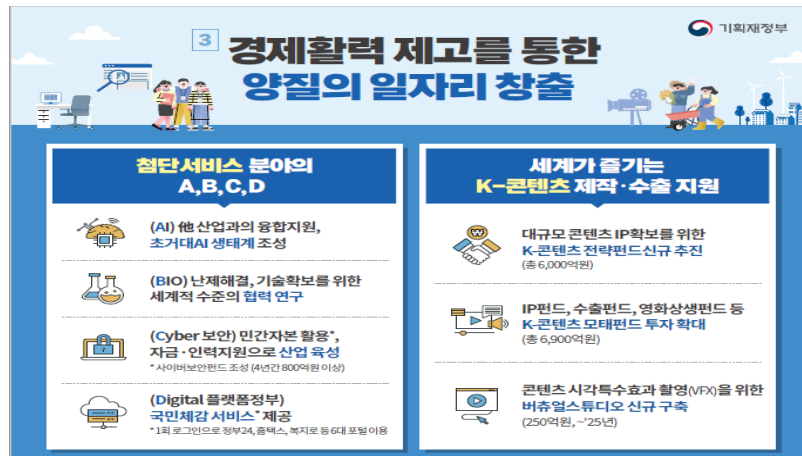 기획재정부
3
경제활력 제고를 통한
양질의 일자리 창출
첨단서비스 분야의
A,B,C,D
(AI) 他 산업과의 융합지원,
초거대AI 생태계 조성
(BIO) 난제해결, 기술확보를 위한
세계적 수준의 협력 연구
(Cyber 보안) 민간자본 활용*,
자금·인력지원으로 산업 육성
* 사이버보안펀드 조성 (4년간 800억원 이상)
(Digital 플랫폼정부)
국민체감 서비스* 제공
* 1회 로그인으로 정부24, 홈택스, 복지로 등 6대 포털 이용
세계가 즐기는
K-콘텐츠 제작·수출 지원
대규모 콘텐츠 IP확보를 위한
K-콘텐츠 전략펀드 신규 추진
(총 6,000억원)
IP펀드, 수출펀드, 영화상생펀드 등
K-콘텐츠 모태펀드 투자 확대
(총 6,900억원)
콘텐츠 시각특수효과 촬영(VFX)을 위한
버츄얼스튜디오 신규 구축
(250억원, ~'25년)